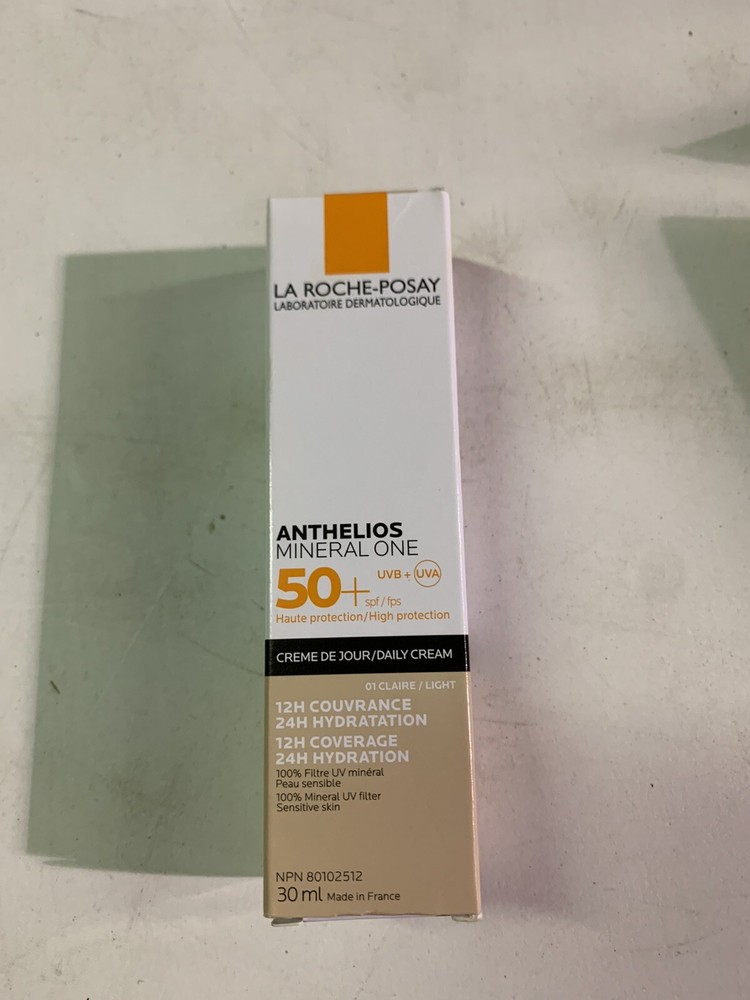 LA ROCHE-POSAY
LABORATOIRE DERMATOLOGIQUE
ANTHELIOS
MINERAL ONE
50+ spf/fps UVB + UVA
Haute protection/High protection
CREME DE JOUR/DAILY CREAM
01 CLAIRE / LIGHT
12H COUVRANCE
24H HYDRATATION
12H COVERAGE
24H HYDRATION
100% Filtre UV minéral
Peau sensible
100% Mineral UV filter
Sensitive skin
NPN 80102512
30 ml Made in France